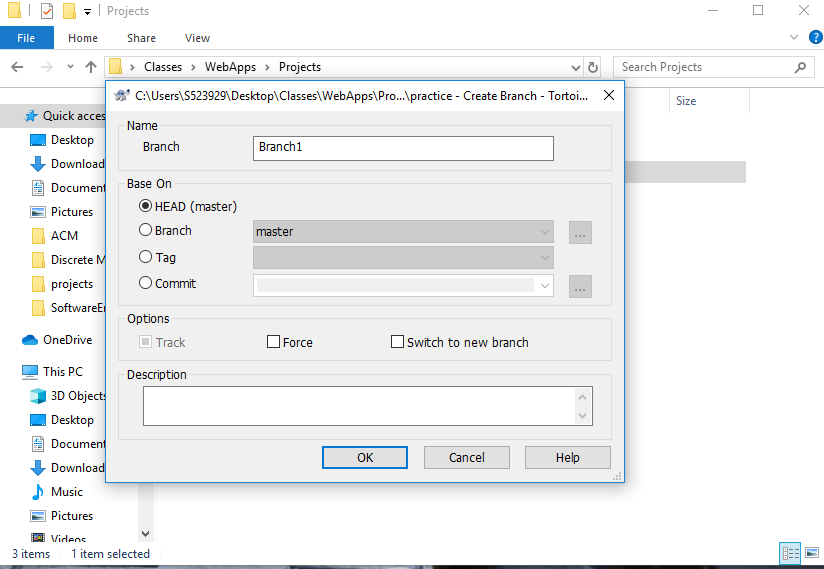 Projects
File Home Share View
Classes WebApps Projects
Search Projects
C:\Users\S523929\Desktop\Classes\WebApps\Pro...\practice - Create Branch - Tortoi...
Size
Quick acces
Desktop
Download
Document
Pictures
ACM
Discrete M
projects
SoftwareEn
OneDrive
This PC
3D Objects
Desktop
Document
Download
Music
Pictures
Videos
Name
Branch Branch1
Base On
HEAD (master)
Branch master ...
Tag
Commit ...
Options
Track Force Switch to new branch
Description
OK Cancel Help
3 items 1 item selected